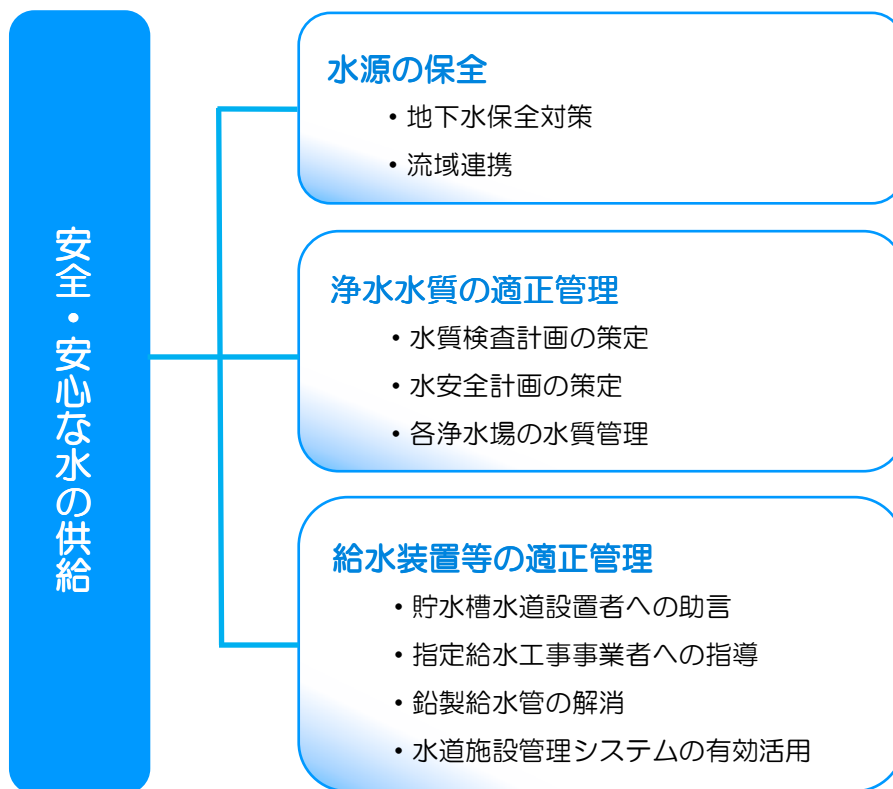 安全・安心な水の供給
水源の保全
・地下水保全対策
・流域連携
浄水水質の適正管理
・水質検査計画の策定
・水安全計画の策定
・各浄水場の水質管理
給水装置等の適正管理
・貯水槽水道設置者への助言
・指定給水工事事業者への指導
・鉛製給水管の解消
・水道施設管理システムの有効活用